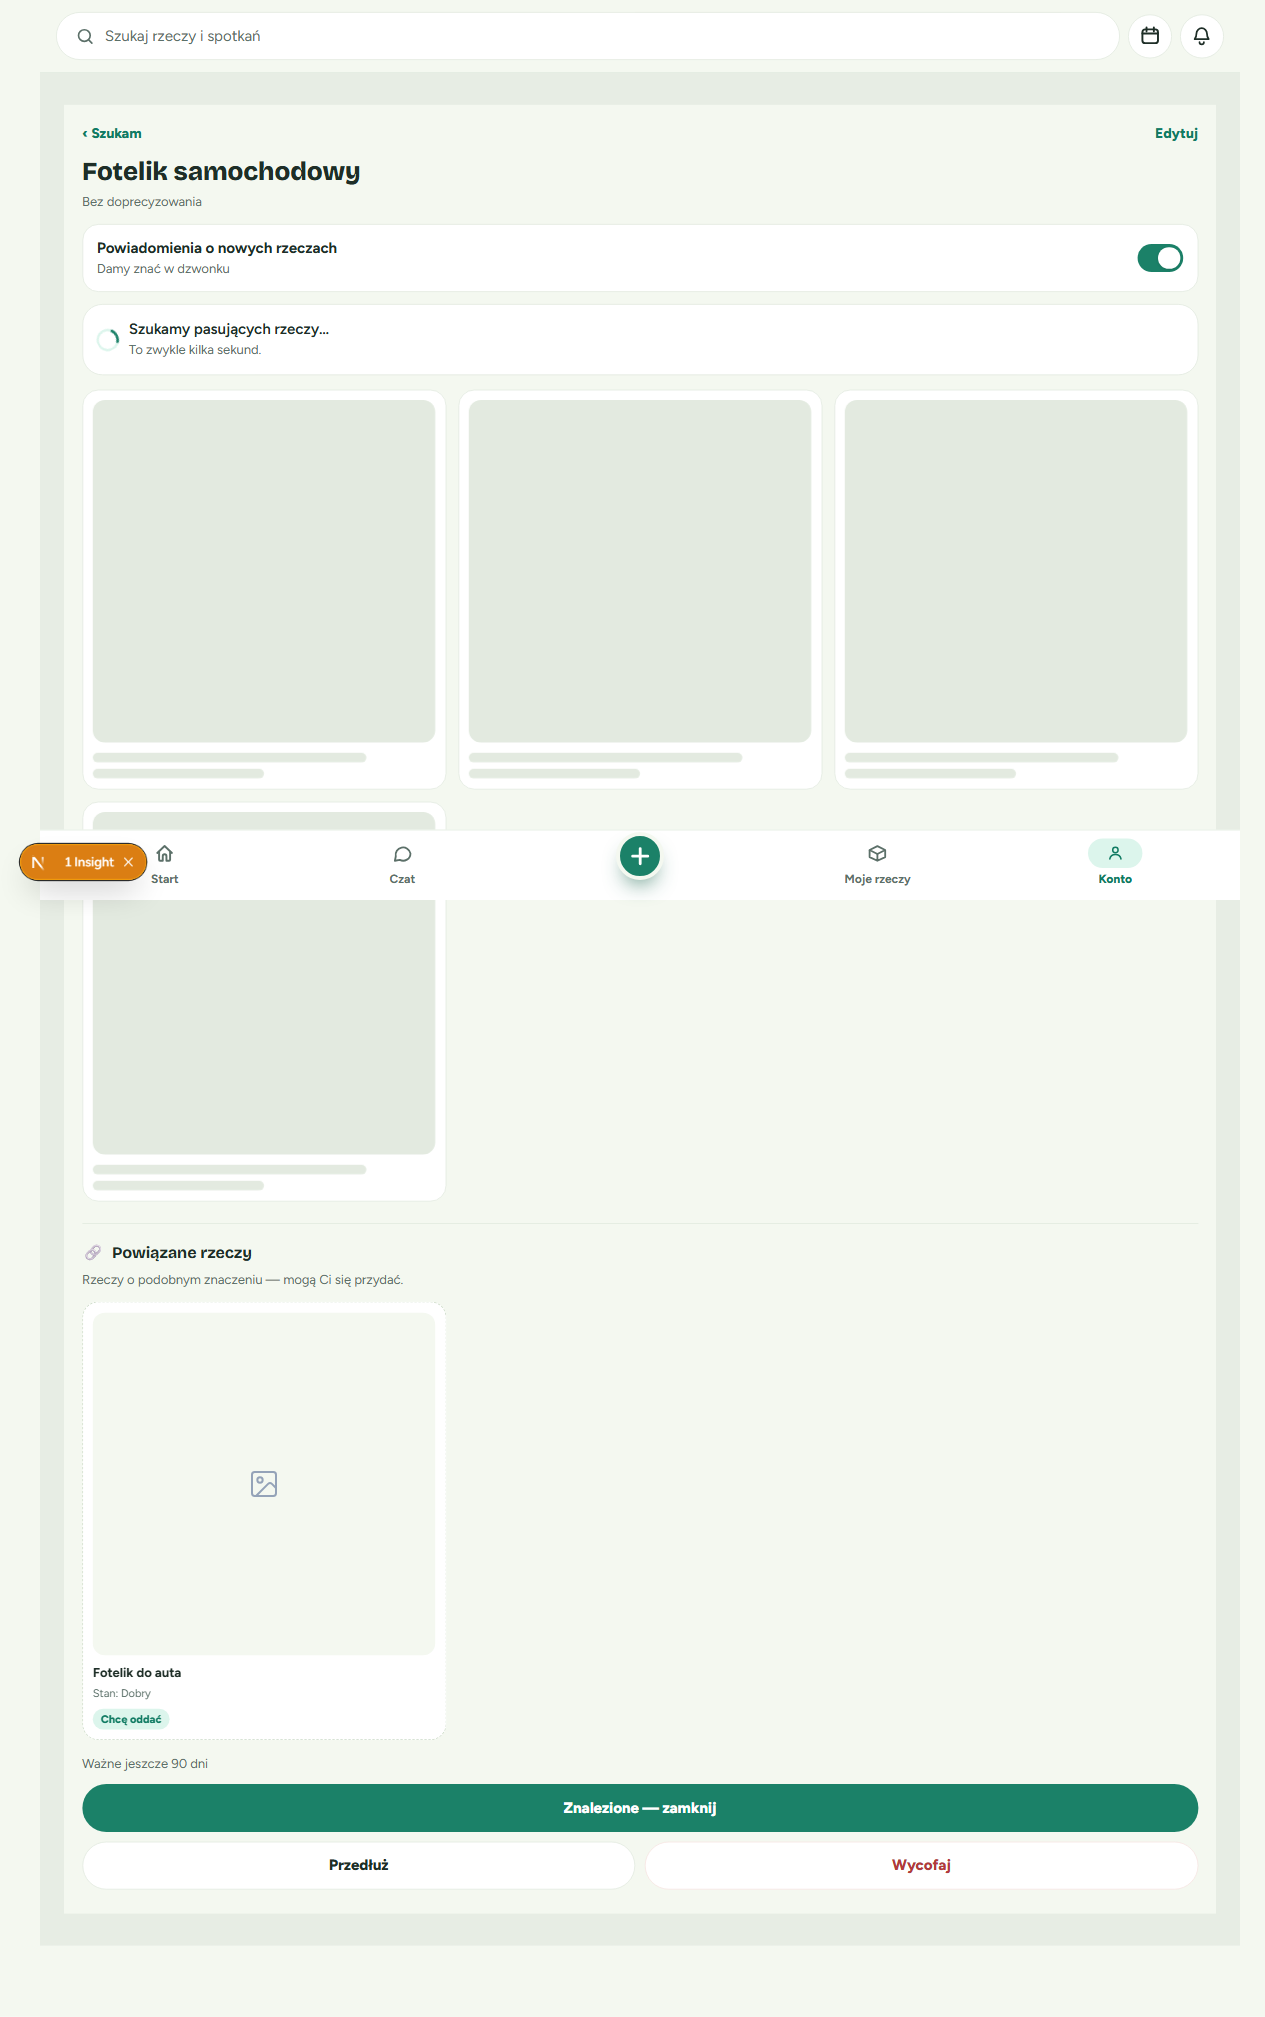 Szukaj rzeczy i spotkań
‹ Szukam
Edytuj
Fotelik samochodowy
Bez doprecyzowania
Powiadomienia o nowych rzeczach
Damy znać w dzwonku
Szukamy pasujących rzeczy…
To zwykle kilka sekund.
N 1 Insight
Start
Czat
Moje rzeczy
Konto
Powiązane rzeczy
Rzeczy o podobnym znaczeniu — mogą Ci się przydać.
Fotelik do auta
Stan: Dobry
Chcę oddać
Ważne jeszcze 90 dni
Znalezione — zamknij
Przedłuż
Wycofaj